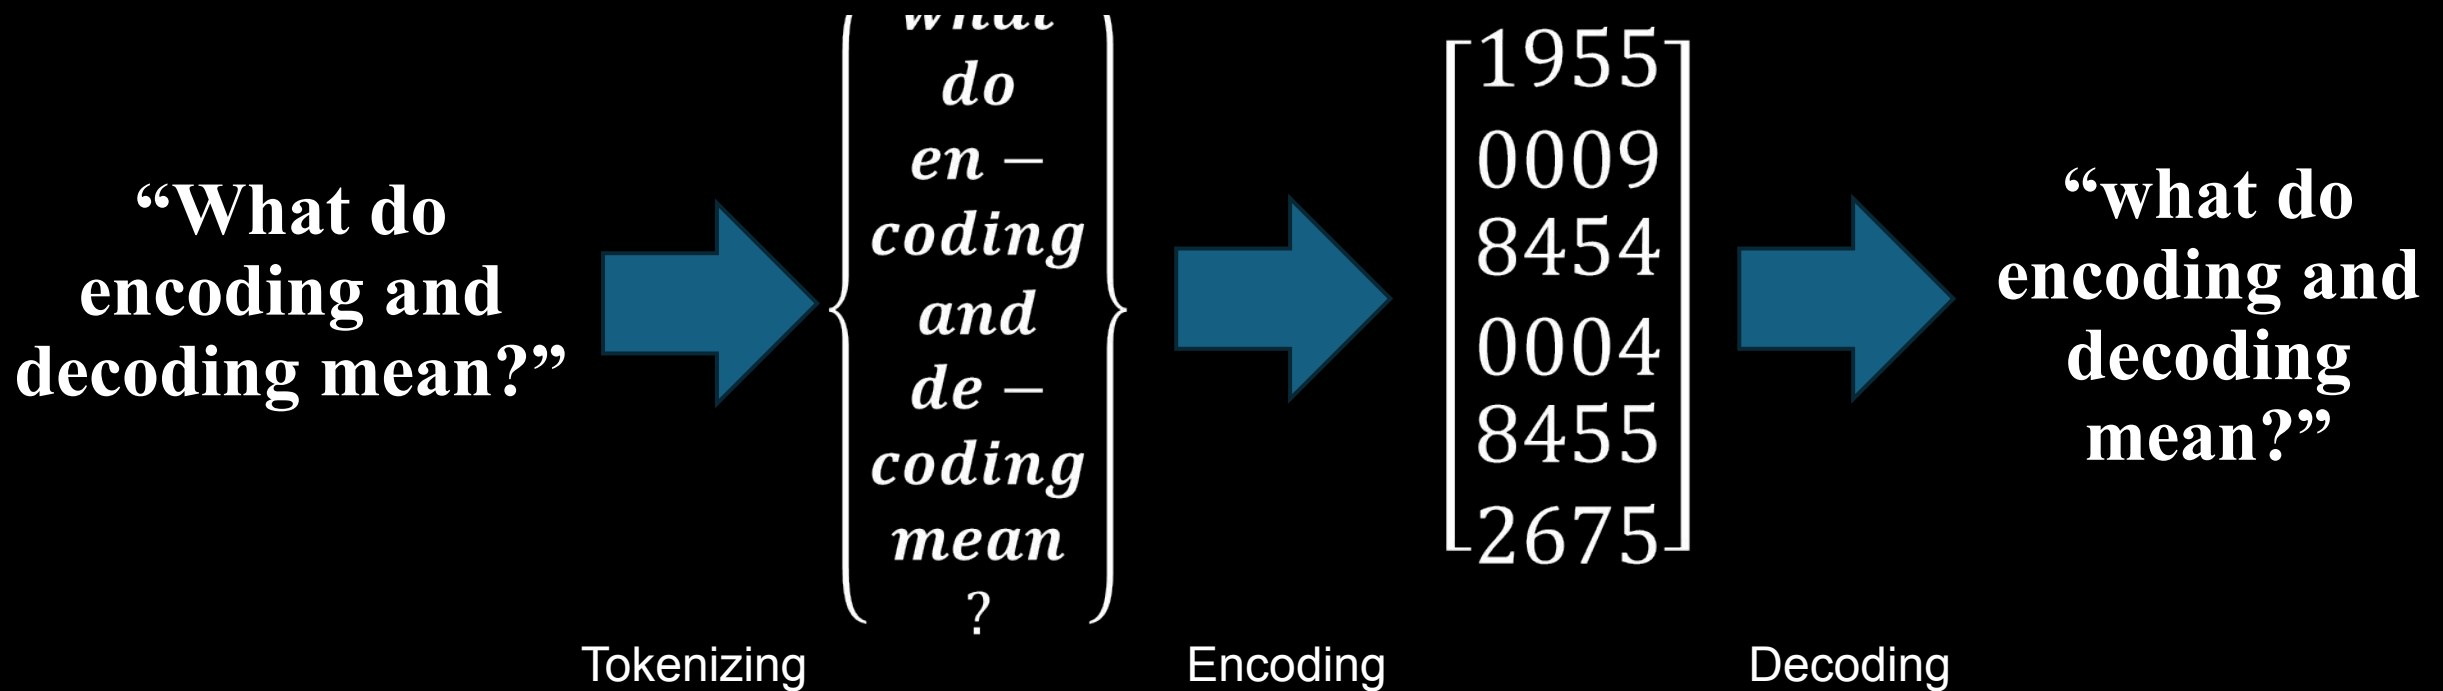 “What do
encoding and
decoding mean?”
what
do
en –
coding
and
de –
coding
mean
?
1955
0009
8454
0004
8455
2675
“what do
encoding and
decoding
mean?”
Tokenizing
Encoding
Decoding